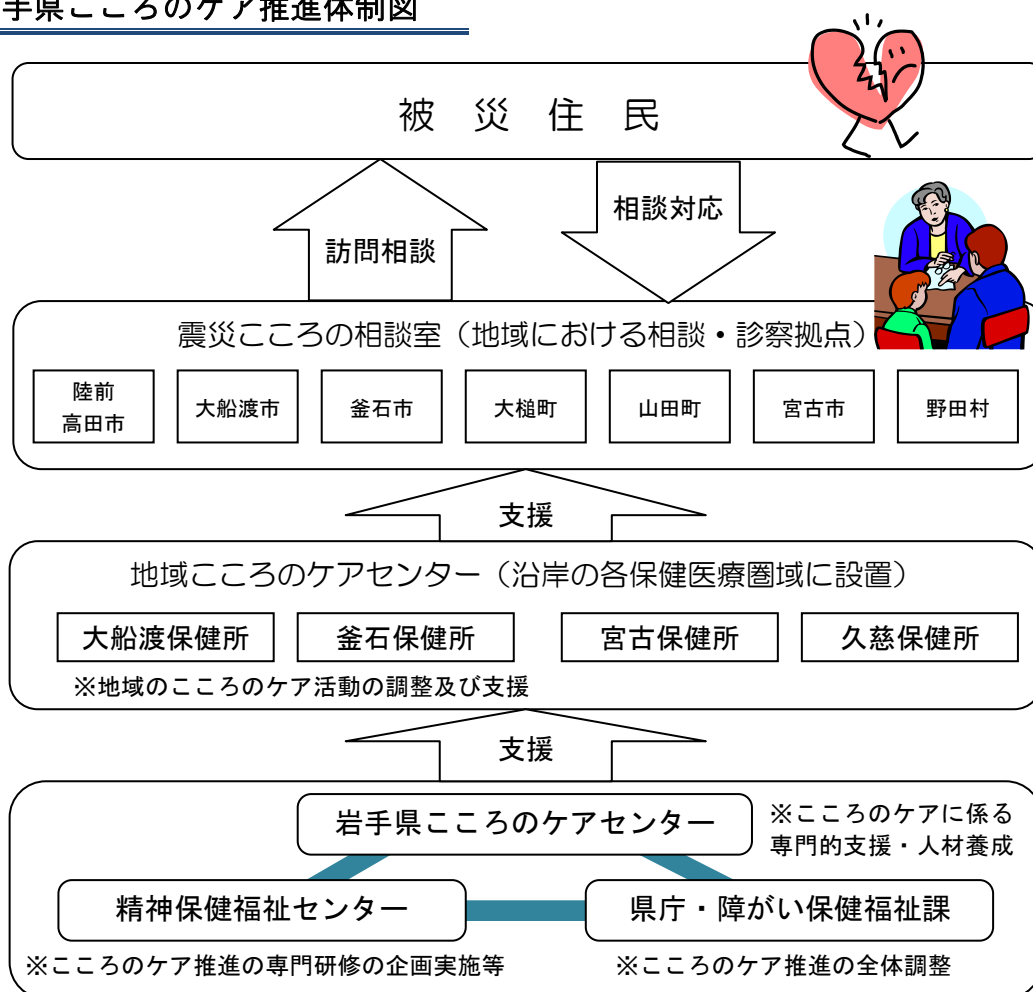 手県こころのケア推進体制図
被 災 住 民
訪問相談
相談対応
震災こころの相談室（地域における相談・診察拠点）
陸前
高田市
大船渡市
釜石市
大槌町
山田町
宮古市
野田村
支援
地域こころのケアセンター（沿岸の各保健医療圏域に設置）
大船渡保健所
釜石保健所
宮古保健所
久慈保健所
※地域のこころのケア活動の調整及び支援
支援
岩手県こころのケアセンター
※こころのケアに係る
専門的支援・人材養成
精神保健福祉センター
県庁・障がい保健福祉課
※こころのケア推進の専門研修の企画実施等
※こころのケア推進の全体調整